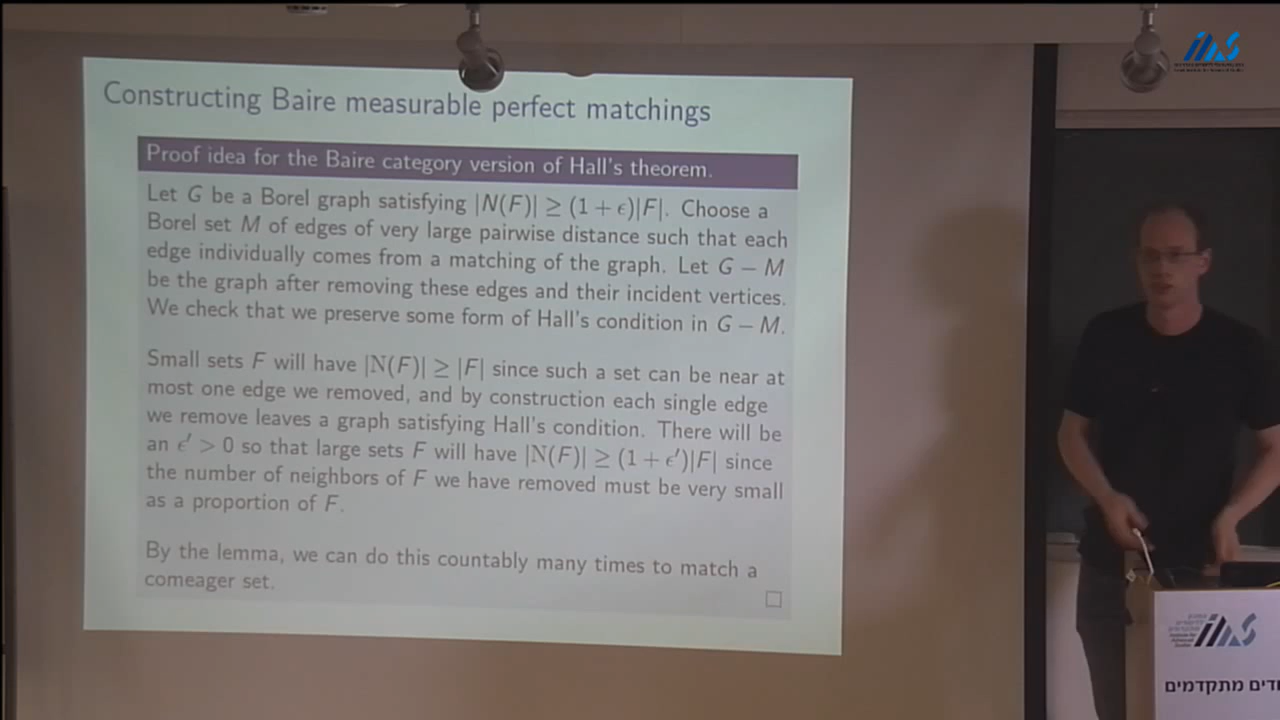 Constructing Baire measurable perfect matchings
Proof idea for the Baire category version of Hall's theorem.
Let G be a Borel graph satisfying |N(F)| ≥ (1 + ϵ)|F|. Choose a
Borel set M of edges of very large pairwise distance such that each
edge individually comes from a matching of the graph. Let G − M
be the graph after removing these edges and their incident vertices.
We check that we preserve some form of Hall's condition in G − M.
Small sets F will have |N(F)| ≥ |F| since such a set can be near at
most one edge we removed, and by construction each single edge
we remove leaves a graph satisfying Hall's condition. There will be
an ϵ′ > 0 so that large sets F will have |N(F)| ≥ (1 + ϵ′)|F| since
the number of neighbors of F we have removed must be very small
as a proportion of F.
By the lemma, we can do this countably many times to match a
comeager set.
□